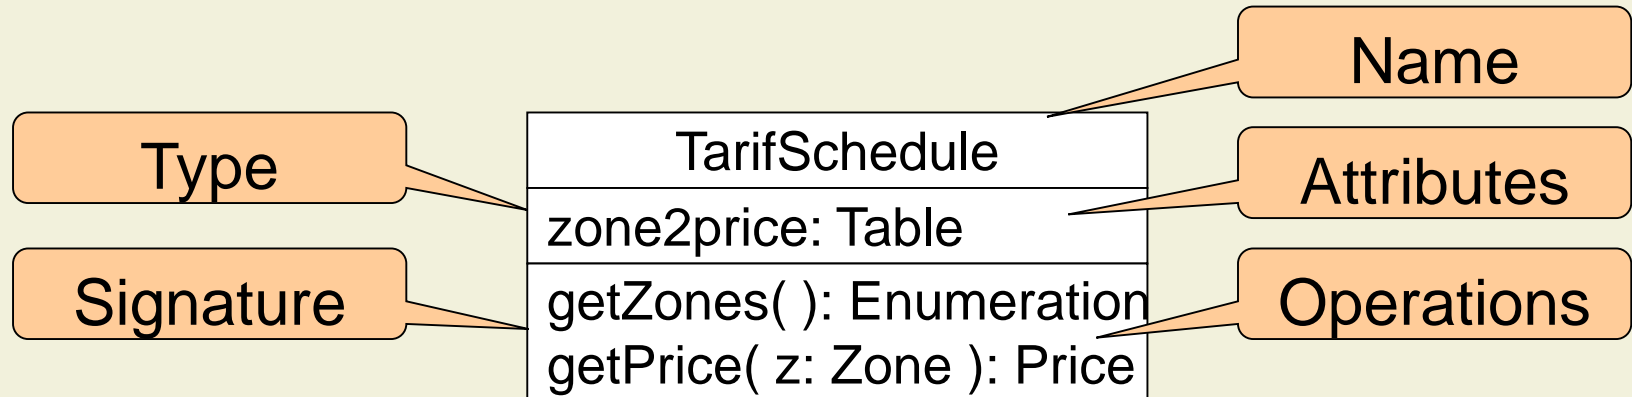 Name
Type
TarifSchedule
Attributes
zone2price: Table
Signature
getZones( ): Enumeration
Operations
getPrice( z: Zone ): Price